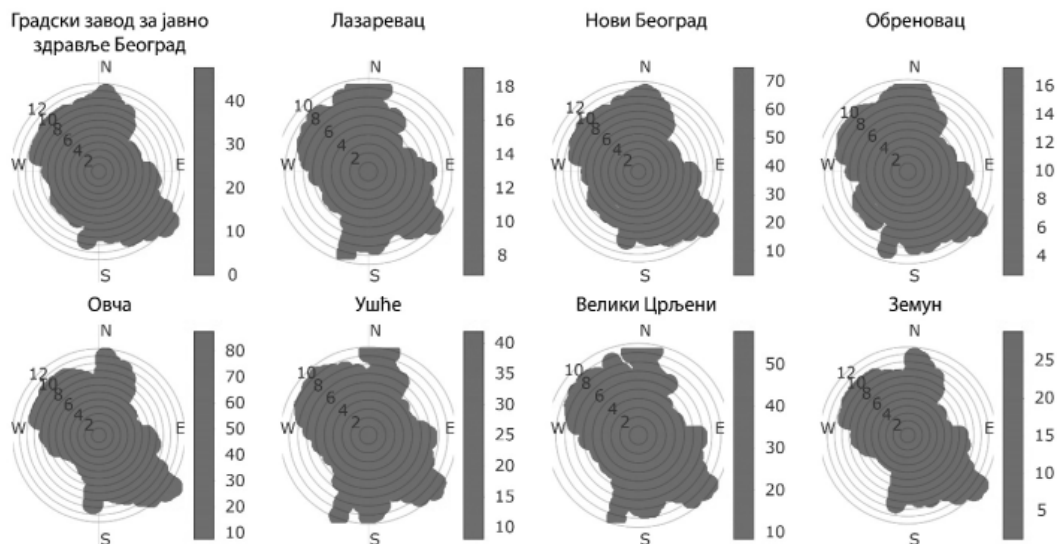 Градски завод за јавно
здравље Београд
Лазаревац
Нови Београд
Обреновац
N
W
E
S
12
10
8
6
4
2
40
30
20
10
0
N
E
S
10
8
6
4
2
18
16
14
12
10
8
N
W
E
S
12
10
8
6
4
2
70
60
50
40
30
20
10
N
E
S
10
8
6
4
2
16
14
12
10
8
6
4
Овча
Ушће
Велики Црљени
Земун
N
W
E
S
12
10
8
6
4
2
80
70
60
50
40
30
20
10
N
W
E
S
10
8
6
4
2
40
35
30
25
20
15
10
N
W
E
S
10
8
6
4
2
50
40
30
20
10
N
W
E
S
12
10
8
6
4
2
25
20
15
10
5